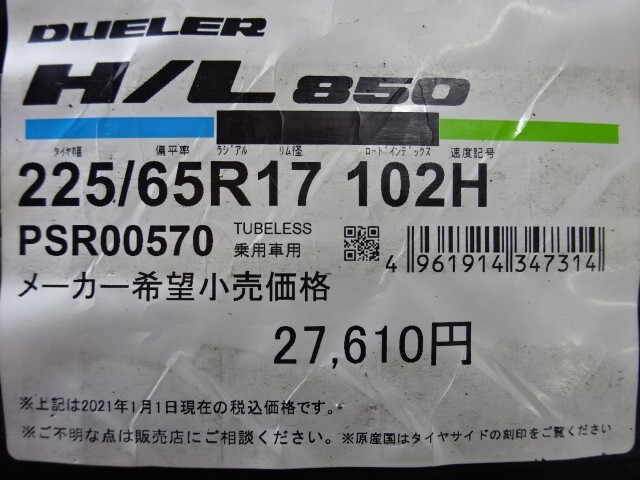 DUELER
H/L 850
タイヤ幅 偏平率 ラジアル リム径 ロードインデックス 速度記号
225/65R17 102H
PSR00570 TUBELESS 乗用車用
4 961914 347314
メーカー希望小売価格
27,610円
※上記は2021年1月1日現在の税込価格です。
※ご不明な点は販売店にご相談ください。※原産国はタイヤサイドの刻印をご覧ください